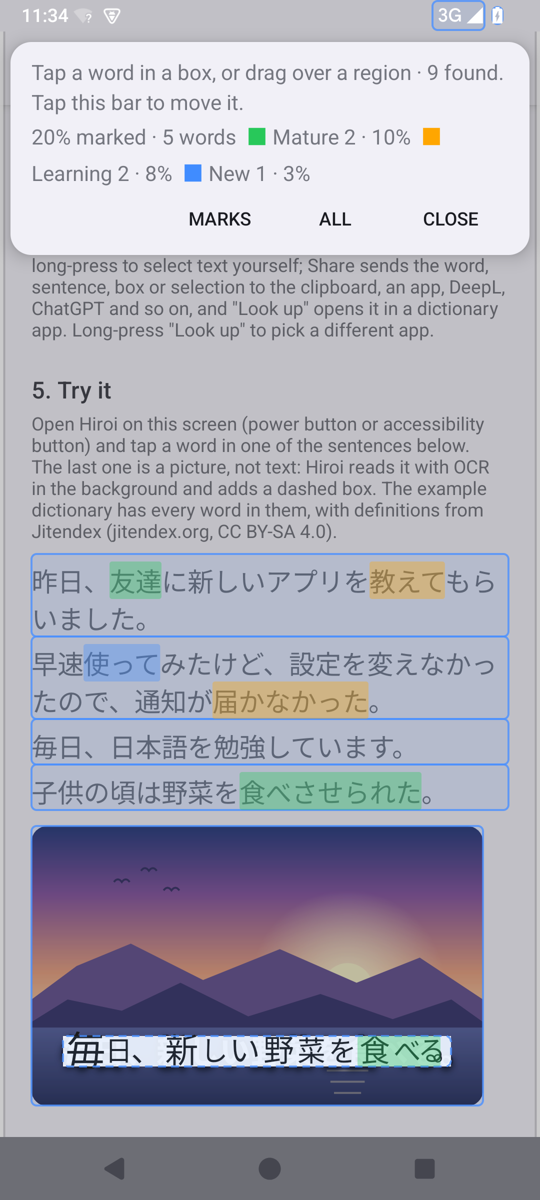 11:34
3G
Tap a word in a box, or drag over a region · 9 found.
Tap this bar to move it.
20% marked · 5 words Mature 2 · 10%
Learning 2 · 8% New 1 · 3%
MARKS ALL CLOSE
long-press to select text yourself; Share sends the word,
sentence, box or selection to the clipboard, an app, DeepL,
ChatGPT and so on, and "Look up" opens it in a dictionary
app. Long-press "Look up" to pick a different app.
5. Try it
Open Hiroi on this screen (power button or accessibility
button) and tap a word in one of the sentences below.
The last one is a picture, not text: Hiroi reads it with OCR
in the background and adds a dashed box. The example
dictionary has every word in them, with definitions from
Jitendex (jitendex.org, CC BY-SA 4.0).
昨日、友達に新しいアプリを教えてもら
いました。
早速使ってみたけど、設定を変えなかっ
たので、通知が届かなかった。
毎日、日本語を勉強しています。
子供の頃は野菜を食べさせられた。
毎日、新しい野菜を食べる